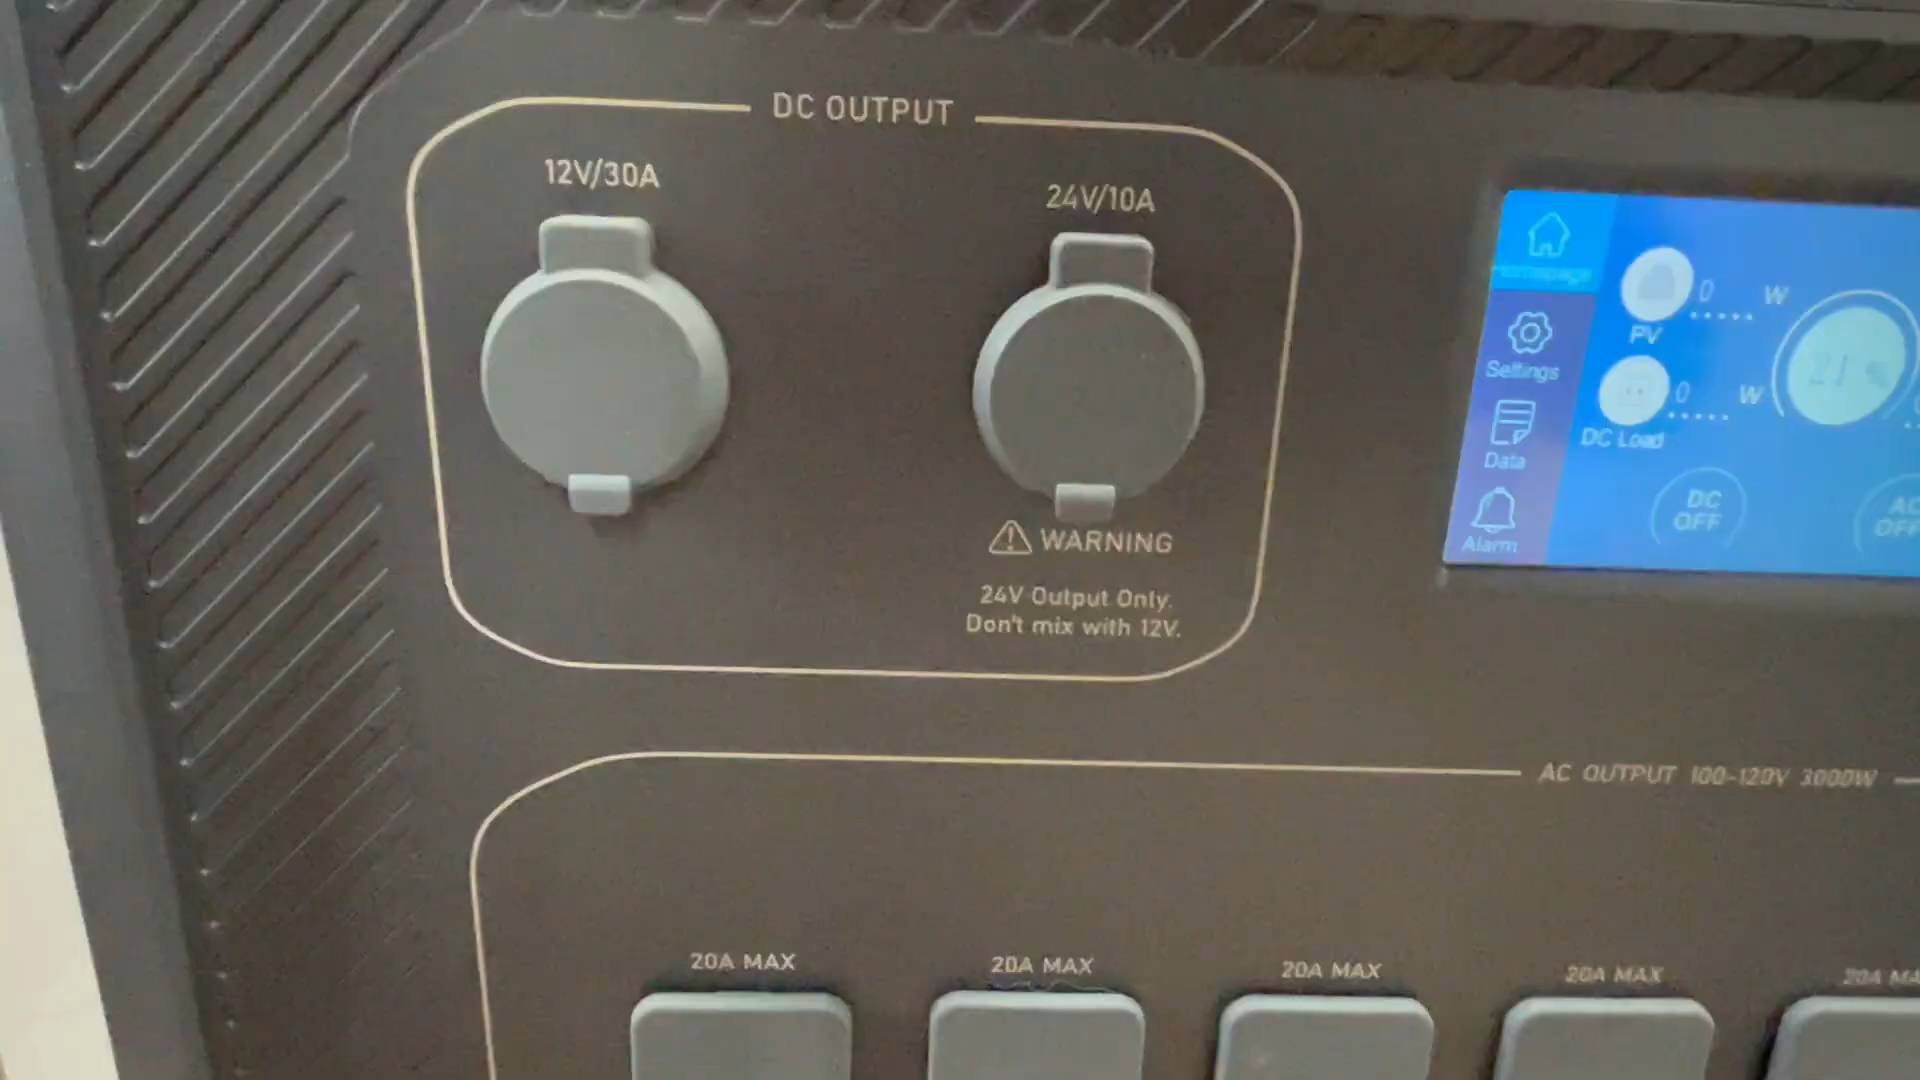 DC OUTPUT
12V/30A
24V/10A
WARNING
24V Output Only.
Don't mix with 12V.
Homepage
Settings
Data
Alarm
0 W
PV
0 W
DC Load
21 %
DC
OFF
AC
OFF
AC OUTPUT 100-120V 3000W
20A MAX
20A MAX
20A MAX
20A MAX
20A